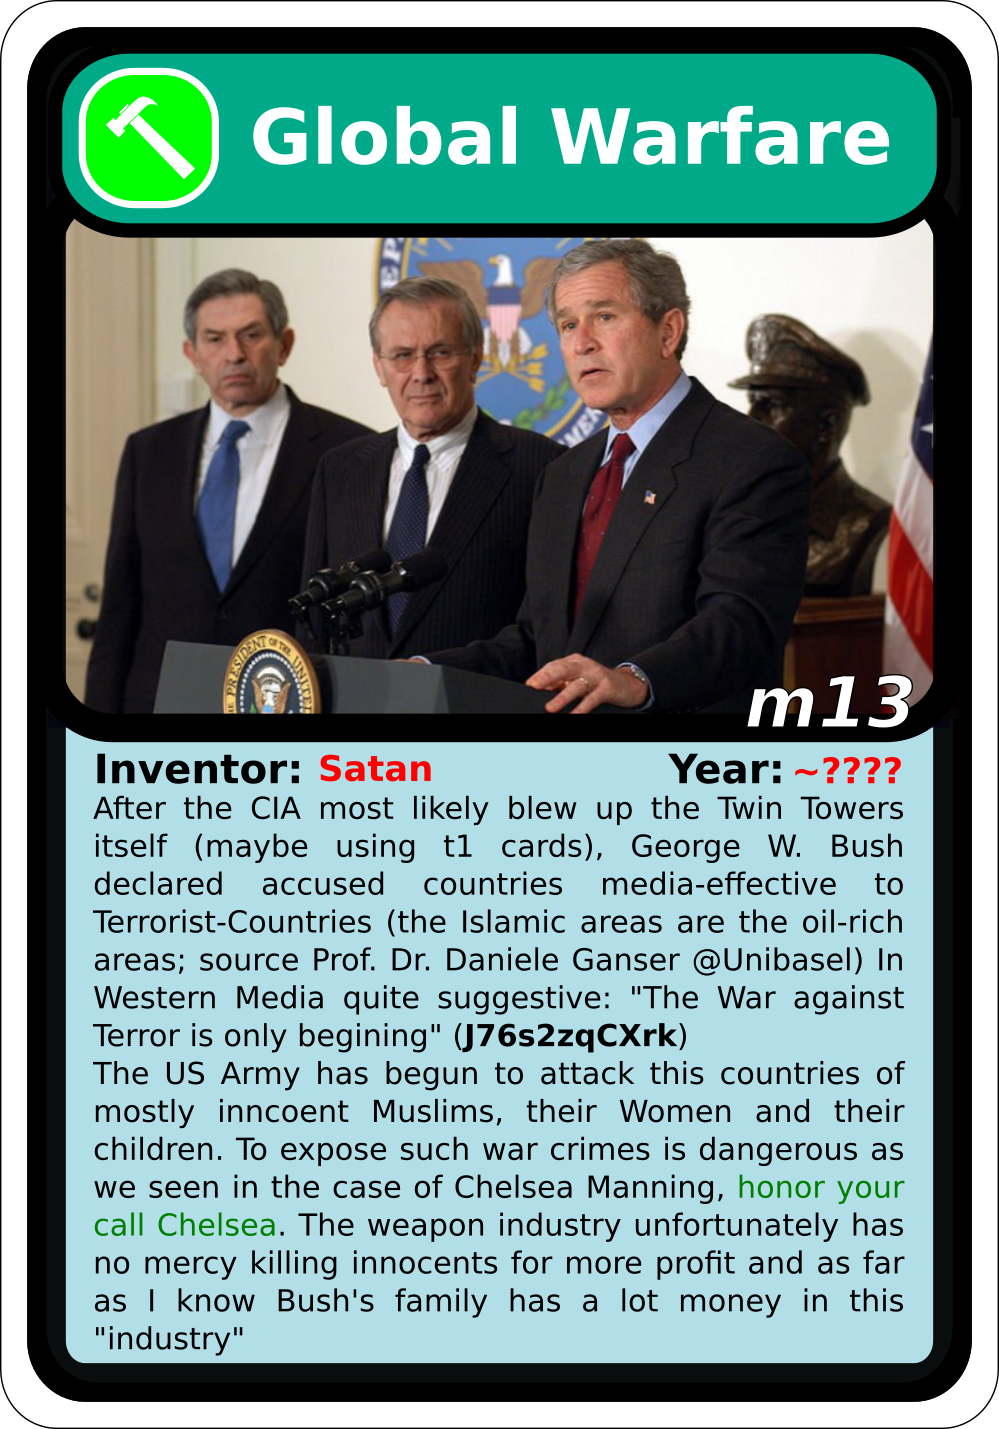 Global Warfare
E P
WER
PRESIDENT OF THE UNITED
m13
Inventor: Satan Year: ~????
After the CIA most likely blew up the Twin Towers
itself (maybe using t1 cards), George W. Bush
declared accused countries media-effective to
Terrorist-Countries (the Islamic areas are the oil-rich
areas; source Prof. Dr. Daniele Ganser @Unibasel) In
Western Media quite suggestive: "The War against
Terror is only begining" (J76s2zqCXrk)
The US Army has begun to attack this countries of
mostly inncoent Muslims, their Women and their
children. To expose such war crimes is dangerous as
we seen in the case of Chelsea Manning, honor your
call Chelsea. The weapon industry unfortunately has
no mercy killing innocents for more profit and as far
as I know Bush's family has a lot money in this
"industry"